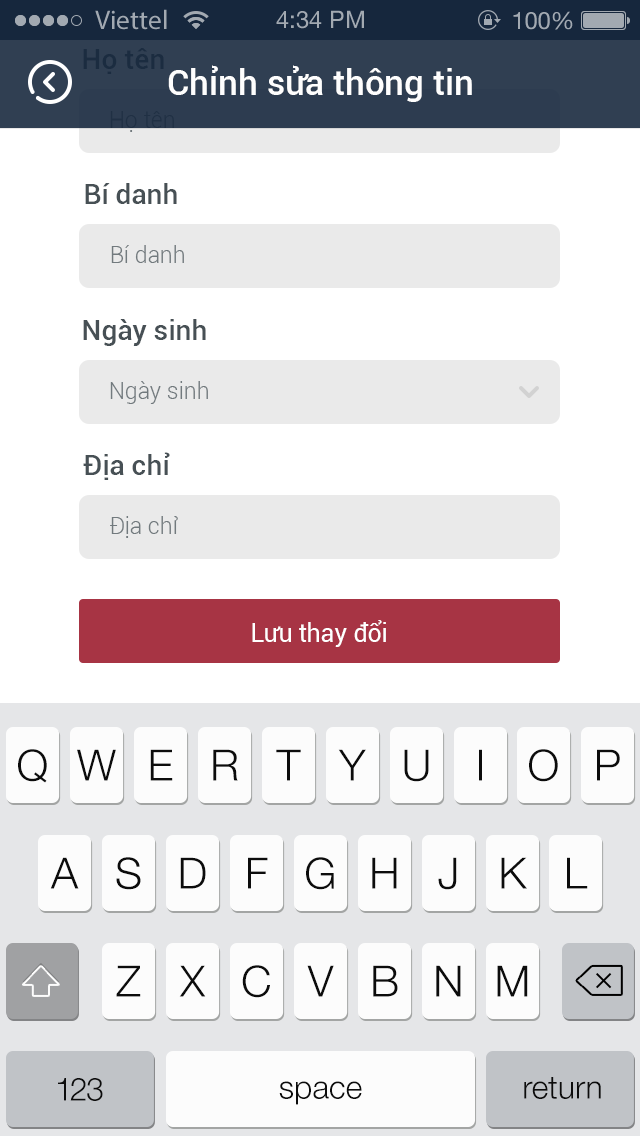 Viettel 4:34 PM 100%
Họ tên
Chỉnh sửa thông tin
Họ tên
Bí danh
Bí danh
Ngày sinh
Ngày sinh
Địa chỉ
Địa chỉ
Lưu thay đổi
Q W E R T Y U I O P
A S D F G H J K L
Z X C V B N M
123 space return